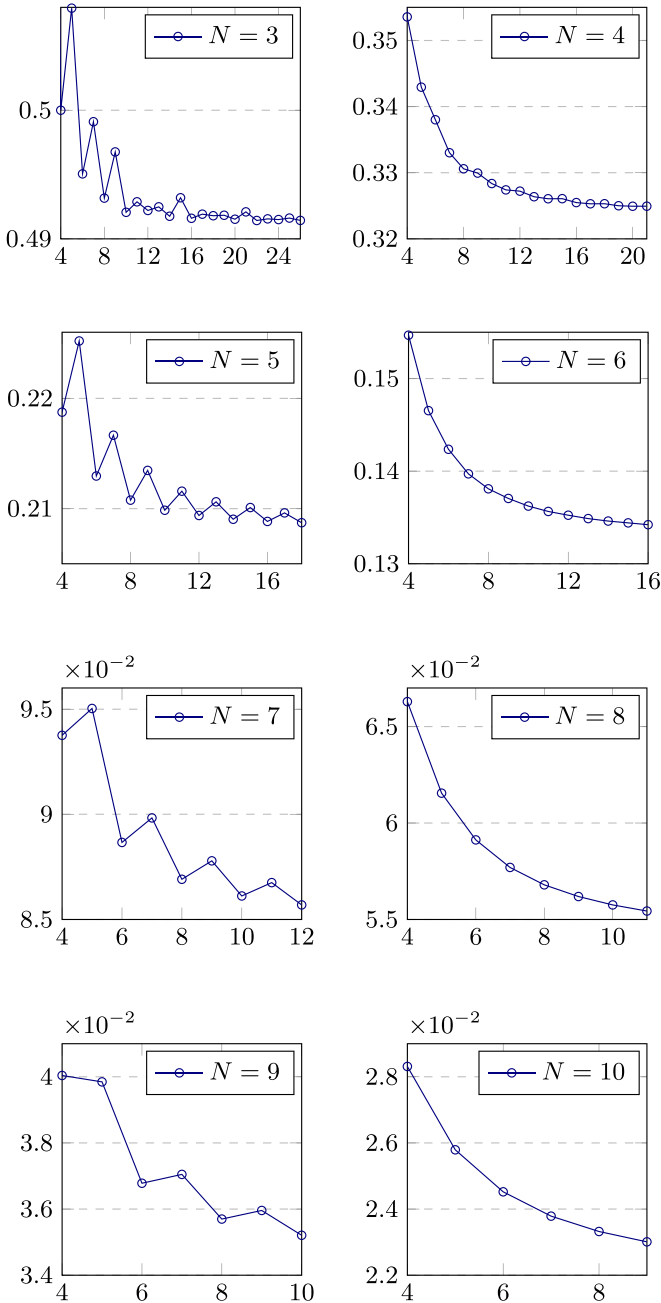 N = 3
0.5
0.49
4 8 12 16 20 24
N = 4
0.35
0.34
0.33
0.32
4 8 12 16 20
N = 5
0.22
0.21
4 8 12 16
N = 6
0.15
0.14
0.13
4 8 12 16
×10⁻²
N = 7
9.5
9
8.5
4 6 8 10 12
×10⁻²
N = 8
6.5
6
5.5
4 6 8 10
×10⁻²
N = 9
4
3.8
3.6
3.4
4 6 8 10
×10⁻²
N = 10
2.8
2.6
2.4
2.2
4 6 8